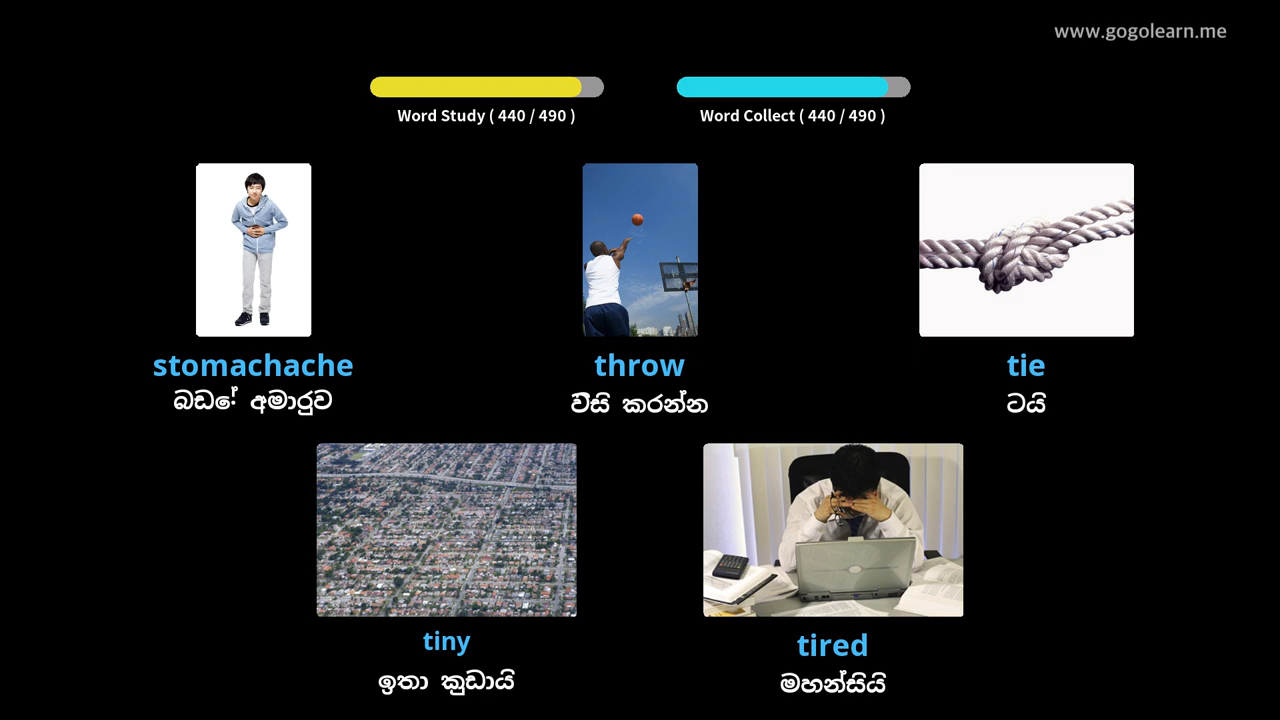 www.gogolearn.me
Word Study ( 440 / 490 )
Word Collect ( 440 / 490 )
stomachache
බඩේ අමාරුව
throw
වීසි කරන්න
tie
ටයි
tiny
ඉතා කුඩායි
tired
මහන්සියි